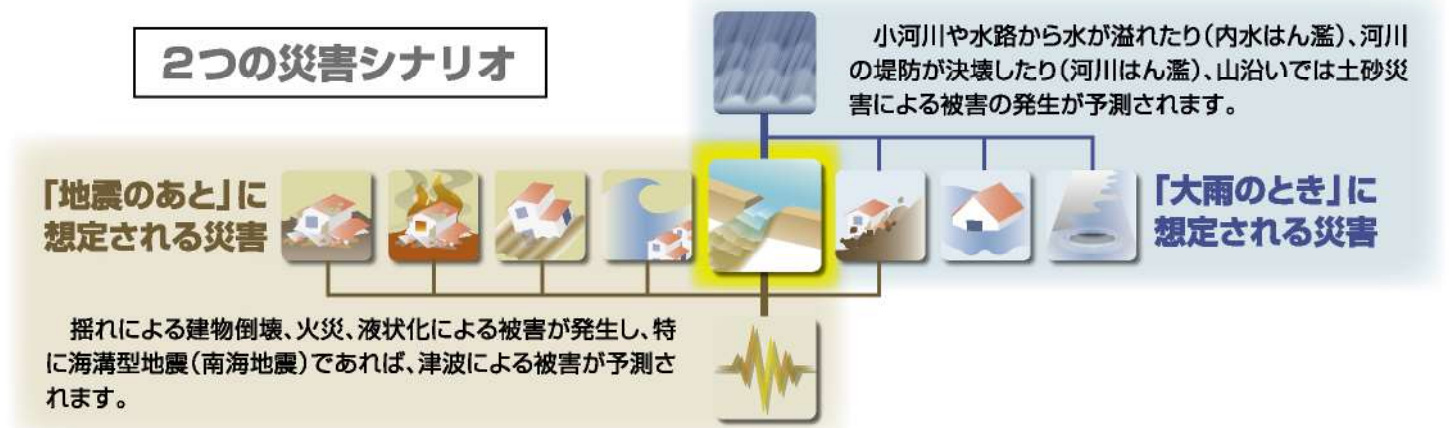 2つの災害シナリオ
小河川や水路から水が溢れたり(内水はん濫)、河川
の堤防が決壊したり(河川はん濫)、山沿いでは土砂災
害による被害の発生が予測されます。
「地震のあと」に
想定される災害
「大雨のとき」に
想定される災害
揺れによる建物倒壊、火災、液状化による被害が発生し、特
に海溝型地震(南海地震)であれば、津波による被害が予測さ
れます。